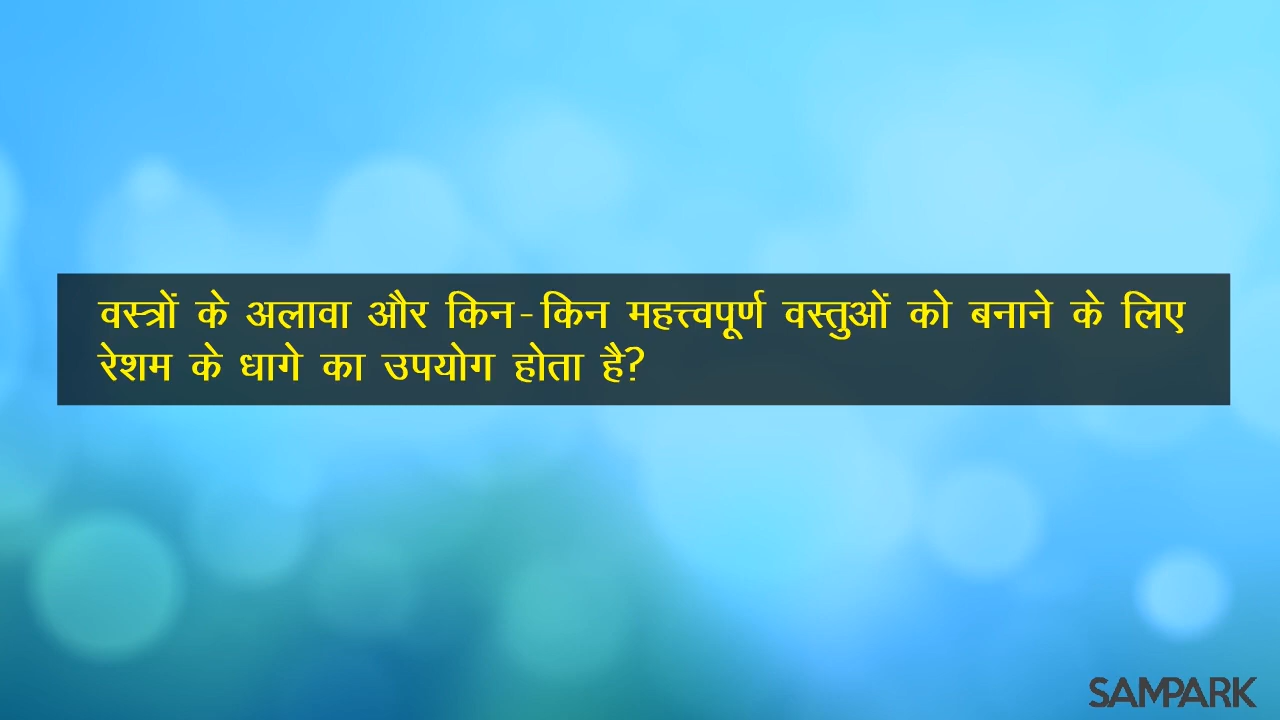 वस्त्रों के अलावा और किन-किन महत्त्वपूर्ण वस्तुओं को बनाने के लिए
रेशम के धागे का उपयोग होता है?
SAMPARK